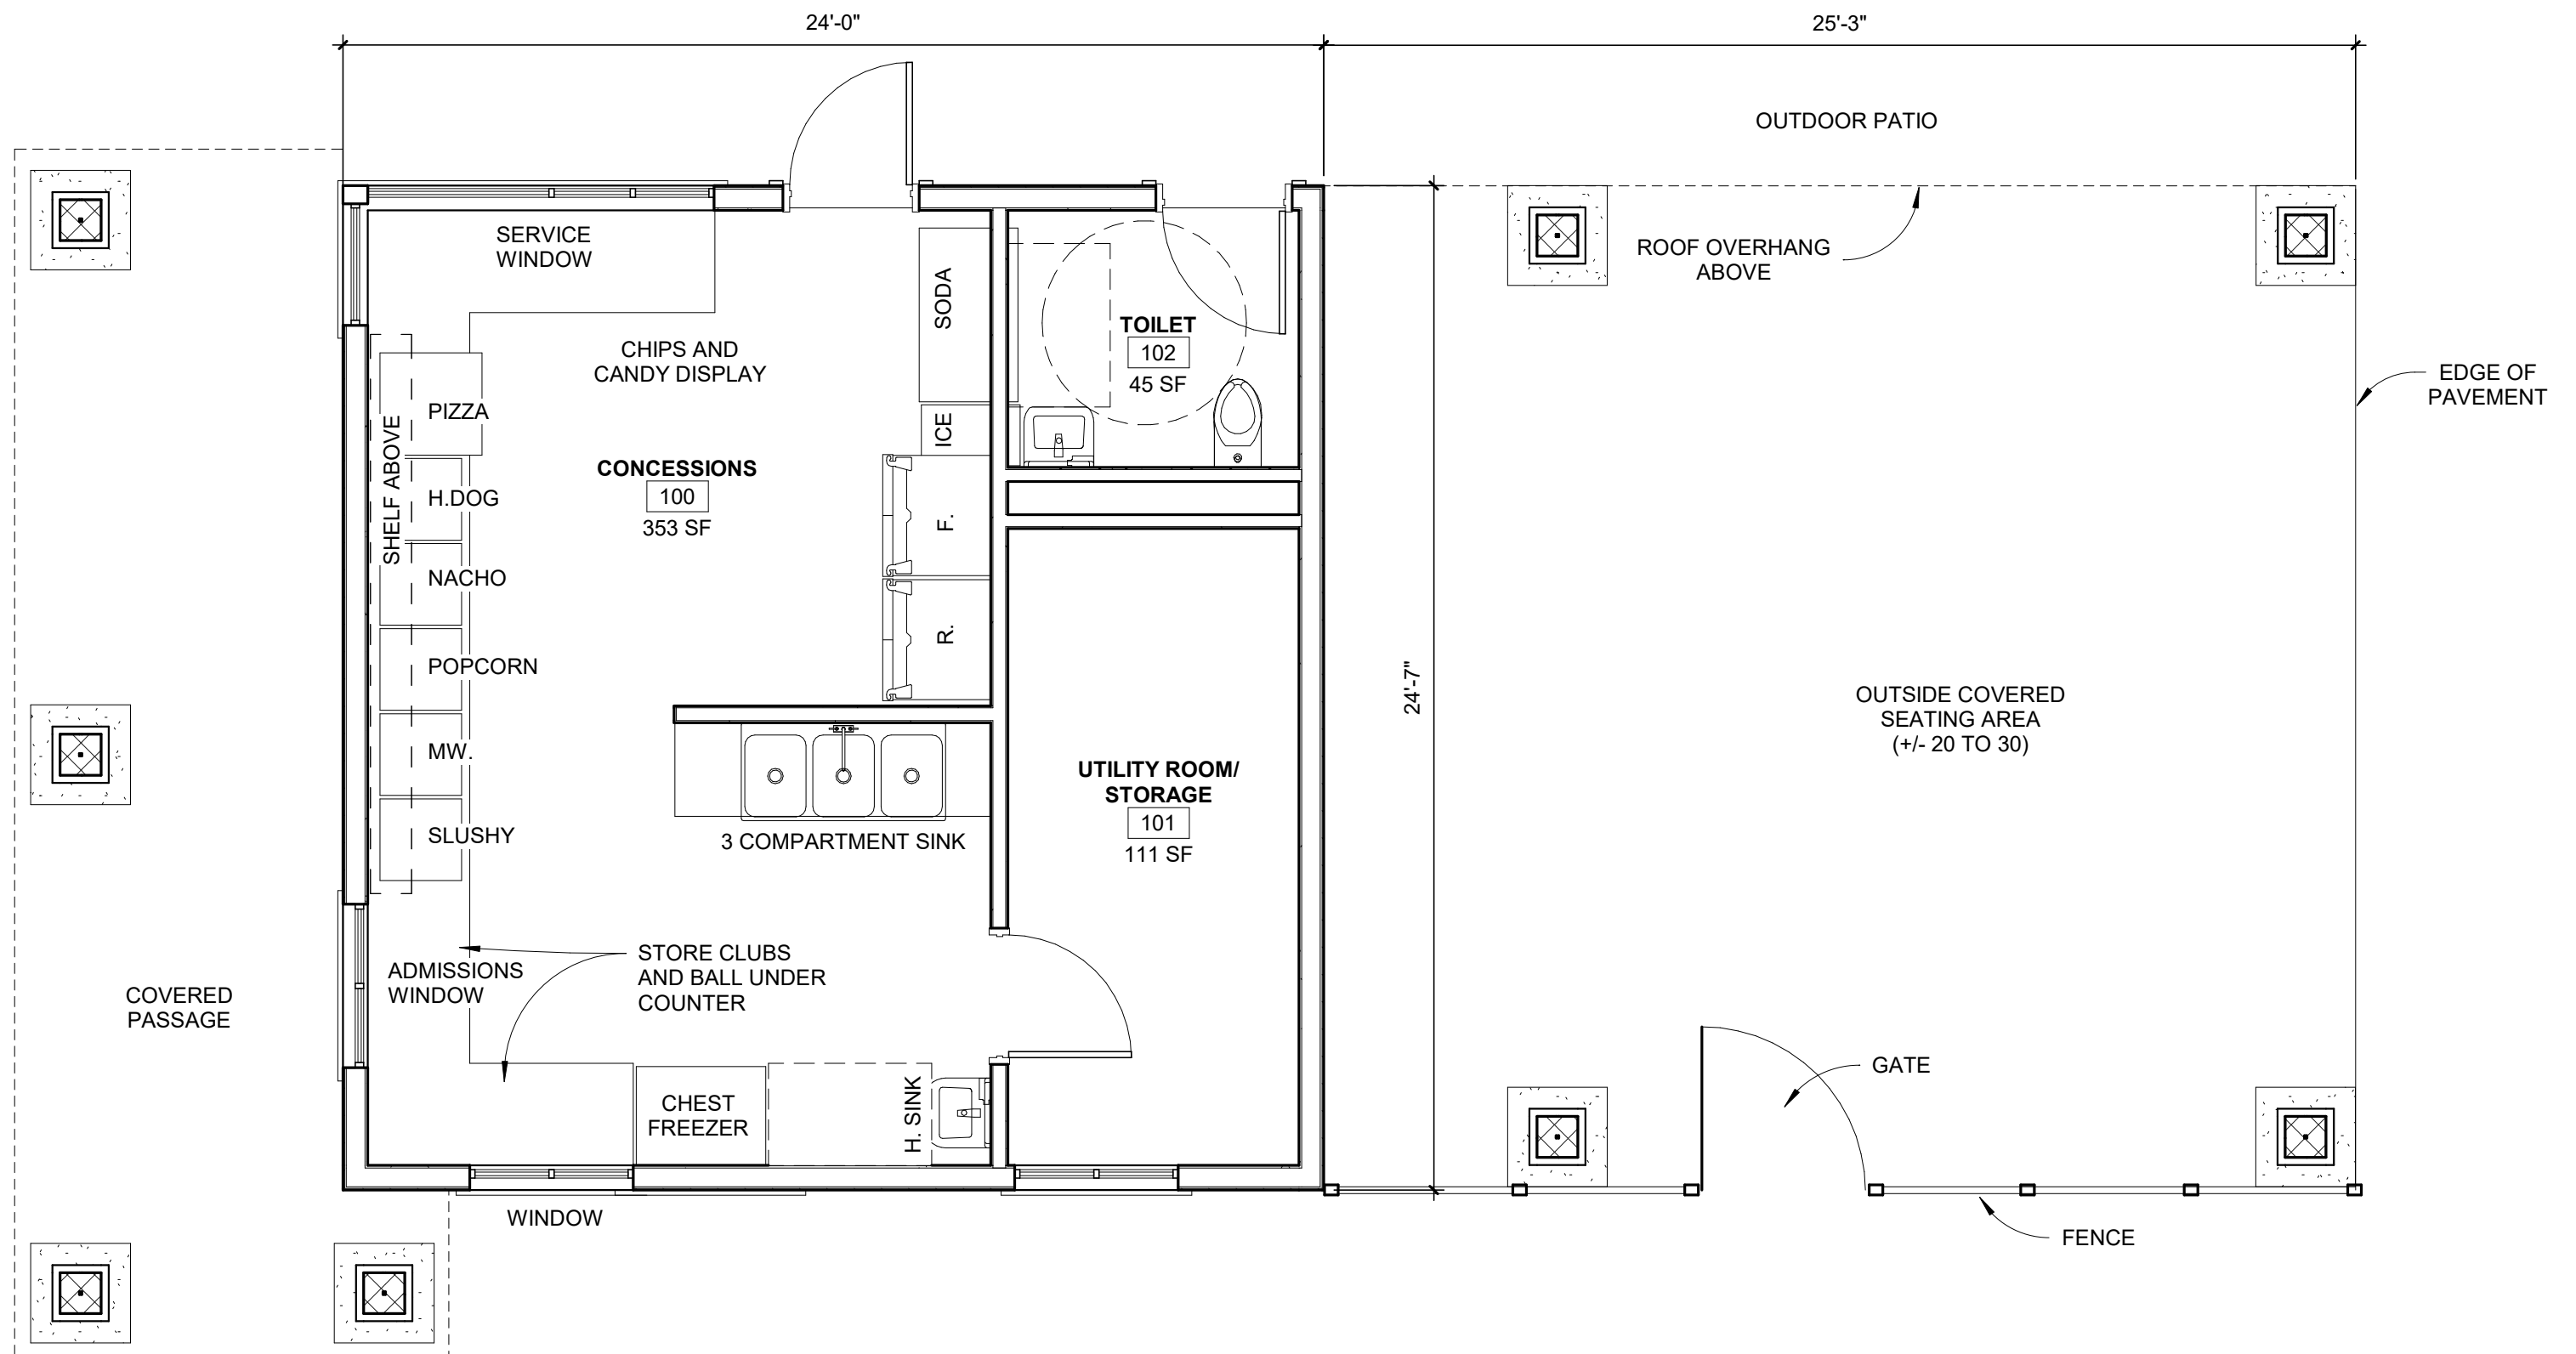 24'-0"
25'-3"
OUTDOOR PATIO
SERVICE
WINDOW
ROOF OVERHANG
ABOVE
SODA
TOILET
102
45 SF
CHIPS AND
CANDY DISPLAY
EDGE OF
PAVEMENT
PIZZA
ICE
SHELF ABOVE
CONCESSIONS
100
353 SF
H.DOG
F.
NACHO
R.
POPCORN
24'-7"
OUTSIDE COVERED
SEATING AREA
(+/- 20 TO 30)
MW.
UTILITY ROOM/
STORAGE
101
111 SF
SLUSHY
3 COMPARTMENT SINK
STORE CLUBS
AND BALL UNDER
COUNTER
ADMISSIONS
WINDOW
COVERED
PASSAGE
GATE
CHEST
FREEZER
H. SINK
WINDOW
FENCE